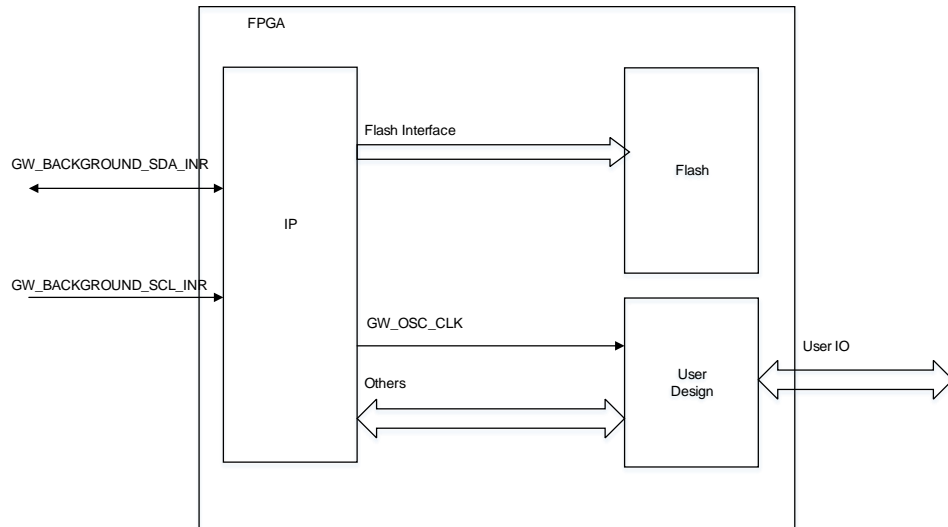 FPGA
Flash Interface
GW_BACKGROUND_SDA_INR
Flash
IP
GW_BACKGROUND_SCL_INR
GW_OSC_CLK
User IO
Others
User
Design